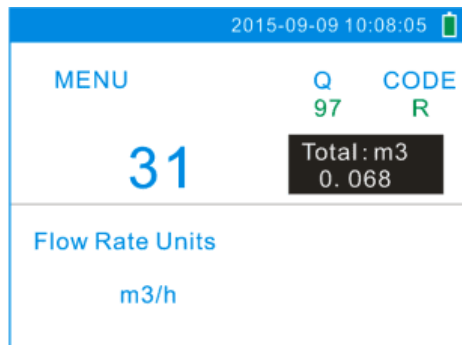 2015-09-09 10:08:05
MENU Q CODE
97 R
31
Total:m3
0.068
Flow Rate Units
m3/h